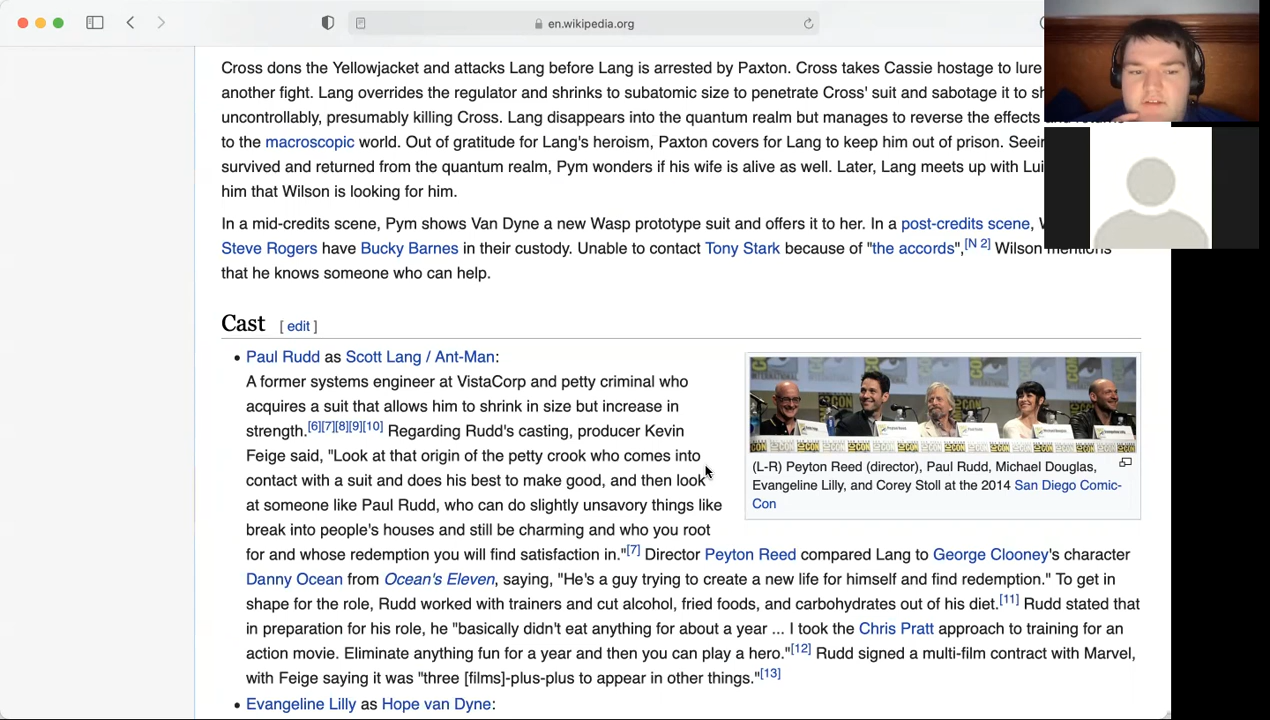 en.wikipedia.org
Cross dons the Yellowjacket and attacks Lang before Lang is arrested by Paxton. Cross takes Cassie hostage to lure
another fight. Lang overrides the regulator and shrinks to subatomic size to penetrate Cross' suit and sabotage it to
uncontrollably, presumably killing Cross. Lang disappears into the quantum realm but manages to reverse the effects
to the macroscopic world. Out of gratitude for Lang's heroism, Paxton covers for Lang to keep him out of prison.
survived and returned from the quantum realm, Pym wonders if his wife is alive as well. Later, Lang meets up with
him that Wilson is looking for him.
In a mid-credits scene, Pym shows Van Dyne a new Wasp prototype suit and offers it to her. In a post-credits scene,
Steve Rogers have Bucky Barnes in their custody. Unable to contact Tony Stark because of "the accords",[N 2] Wilson mentions
that he knows someone who can help.
Cast [ edit ]
• Paul Rudd as Scott Lang / Ant-Man:
A former systems engineer at VistaCorp and petty criminal who
acquires a suit that allows him to shrink in size but increase in
strength.[6][7][8][9][10] Regarding Rudd's casting, producer Kevin
Feige said, "Look at that origin of the petty crook who comes into
contact with a suit and does his best to make good, and then look
at someone like Paul Rudd, who can do slightly unsavory things like
break into people's houses and still be charming and who you root
for and whose redemption you will find satisfaction in."[7] Director Peyton Reed compared Lang to George Clooney's character
Danny Ocean from Ocean's Eleven, saying, "He's a guy trying to create a new life for himself and find redemption." To get in
shape for the role, Rudd worked with trainers and cut alcohol, fried foods, and carbohydrates out of his diet.[11] Rudd stated that
in preparation for his role, he "basically didn't eat anything for about a year ... I took the Chris Pratt approach to training for an
action movie. Eliminate anything fun for a year and then you can play a hero."[12] Rudd signed a multi-film contract with Marvel,
with Feige saying it was "three [films]-plus-plus to appear in other things."[13]
• Evangeline Lilly as Hope van Dyne:
(L-R) Peyton Reed (director), Paul Rudd, Michael Douglas,
Evangeline Lilly, and Corey Stoll at the 2014 San Diego Comic-
Con